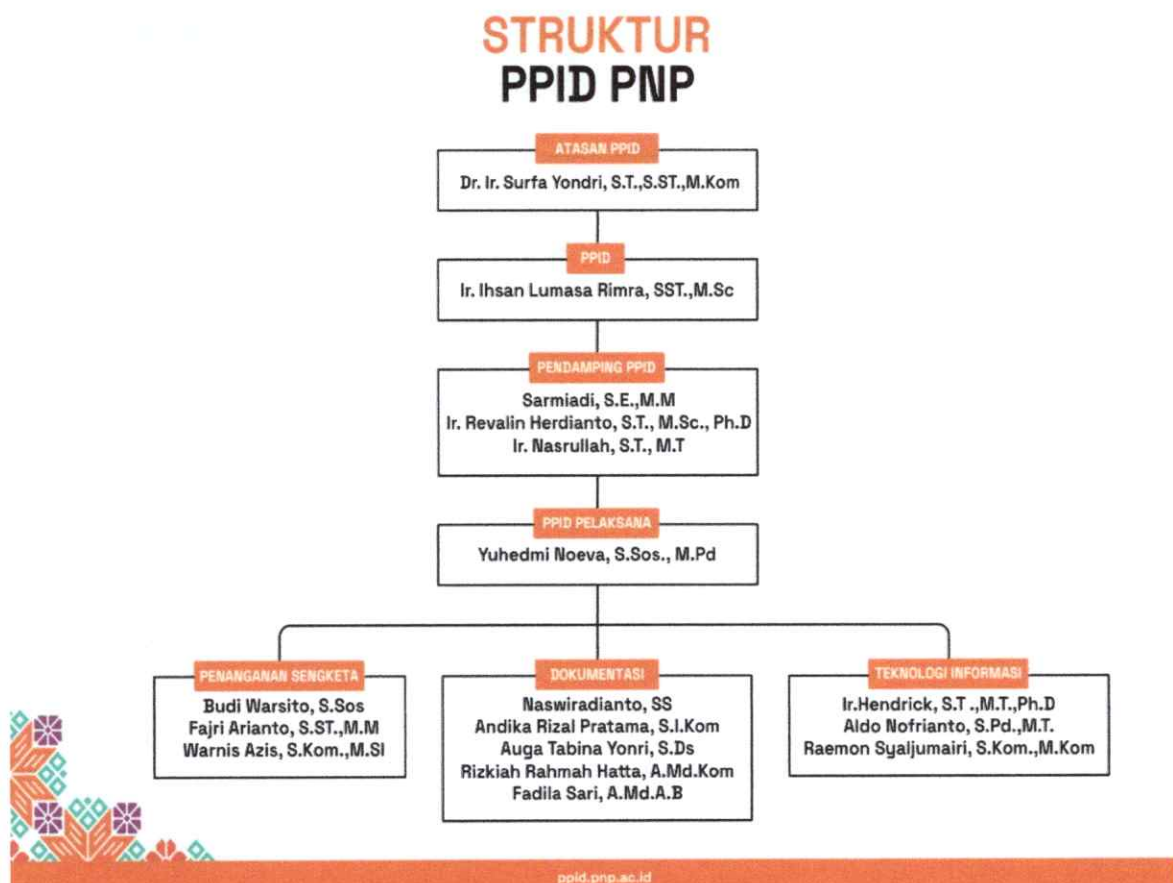 STRUKTUR
PPID PNP
ATASAN PPID
Dr. Ir. Surfa Yondri, S.T.,S.ST.,M.Kom
PPID
Ir. Ihsan Lumasa Rimra, SST.,M.Sc
PENDAMPING PPID
Sarmiadi, S.E.,M.M
Ir. Revalin Herdianto, S.T., M.Sc., Ph.D
Ir. Nasrullah, S.T., M.T
PPID PELAKSANA
Yuhedmi Noeva, S.Sos., M.Pd
PENANGANAN SENGKETA
Budi Warsito, S.Sos
Fajri Arianto, S.ST.,M.M
Warnis Azis, S.Kom.,M.SI
DOKUMENTASI
Naswiradianto, SS
Andika Rizal Pratama, S.I.Kom
Auga Tabina Yonri, S.Ds
Rizkiah Rahmah Hatta, A.Md.Kom
Fadila Sari, A.Md.A.B
TEKNOLOGI INFORMASI
Ir.Hendrick, S.T .,M.T.,Ph.D
Aldo Nofrianto, S.Pd.,M.T.
Raemon Syaljumairi, S.Kom.,M.Kom
ppid.pnp.ac.id